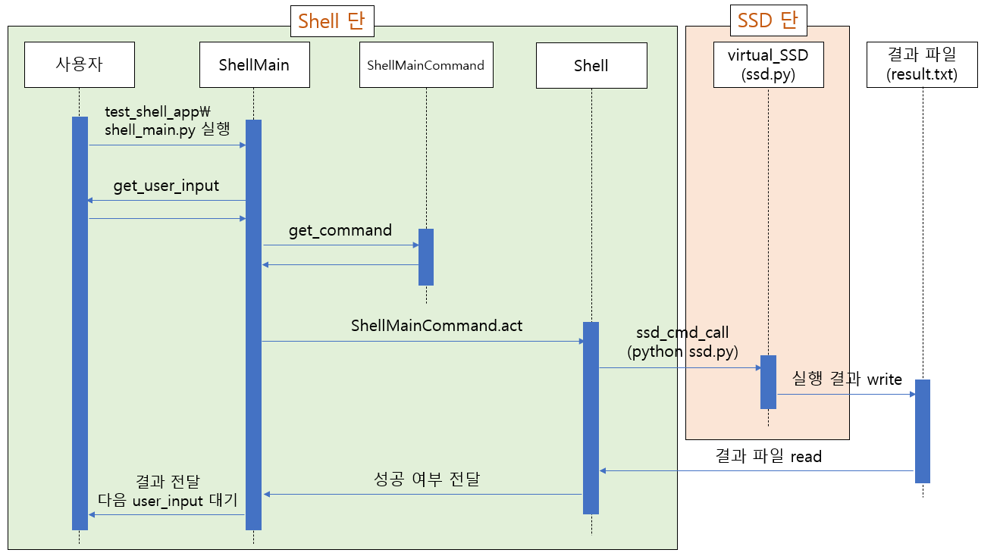 Shell 단
SSD 단
사용자
ShellMain
ShellMainCommand
Shell
virtual_SSD
(ssd.py)
결과 파일
(result.txt)
test_shell_app₩
shell_main.py 실행
get_user_input
get_command
ShellMainCommand.act
ssd_cmd_call
(python ssd.py)
실행 결과 write
결과 파일 read
성공 여부 전달
결과 전달
다음 user_input 대기